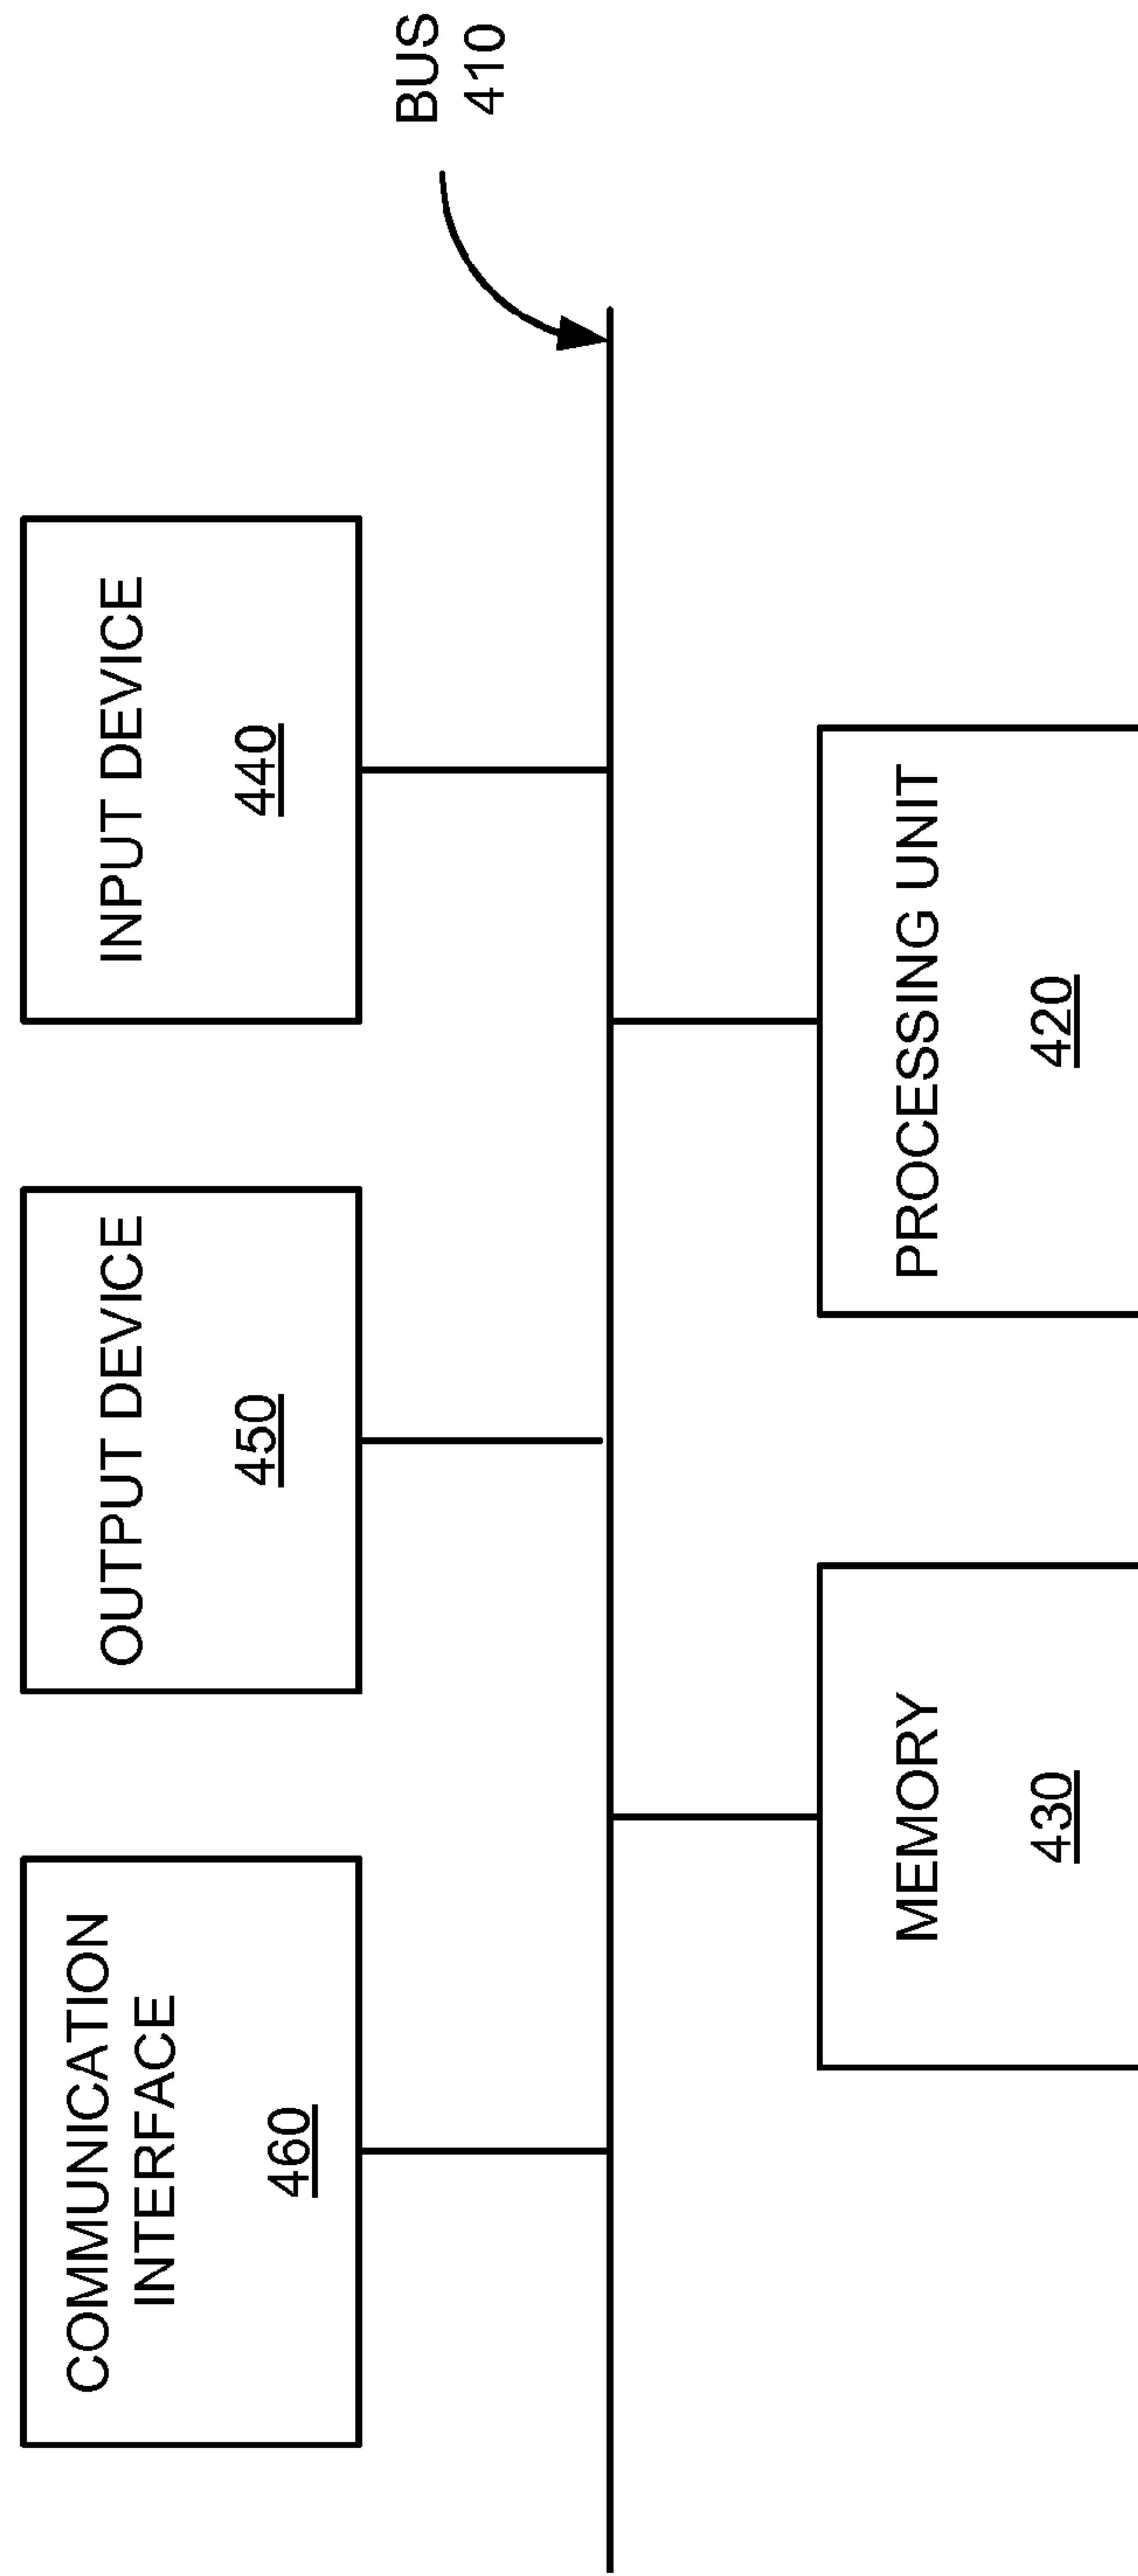 COMMUNICATION
INTERFACE
460
OUTPUT DEVICE
450
INPUT DEVICE
440
BUS
410
MEMORY
430
PROCESSING UNIT
420